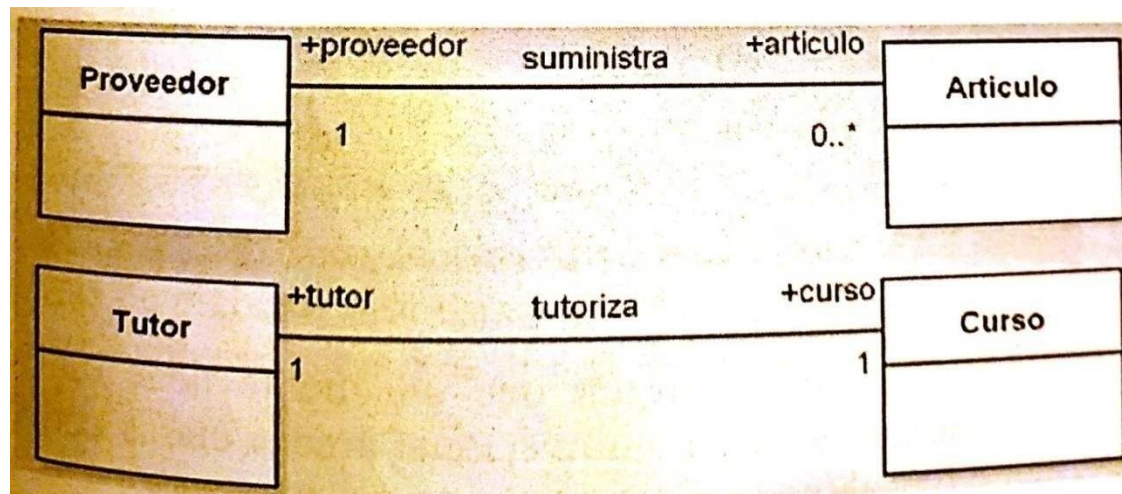 Proveedor
+proveedor
suministra
+articulo
Articulo
1
0..*
Tutor
+tutor
tutoriza
+curso
Curso
1
1